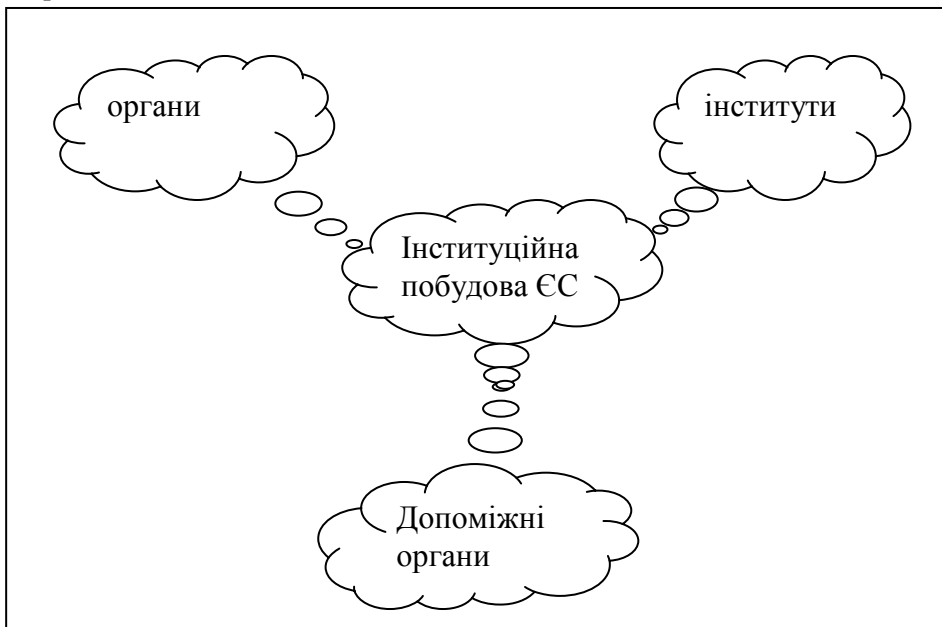 органи
інститути
Інституційна
побудова ЄС
Допоміжні
органи